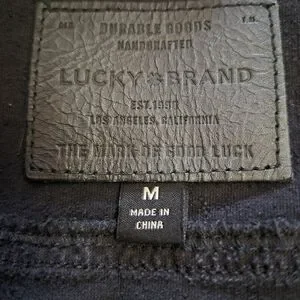 DURABLE GOODS
HANDCRAFTED
LUCKY BRAND
EST. 1990
LOS ANGELES, CALIFORNIA
THE MARK OF GOOD LUCK
M
MADE IN
CHINA